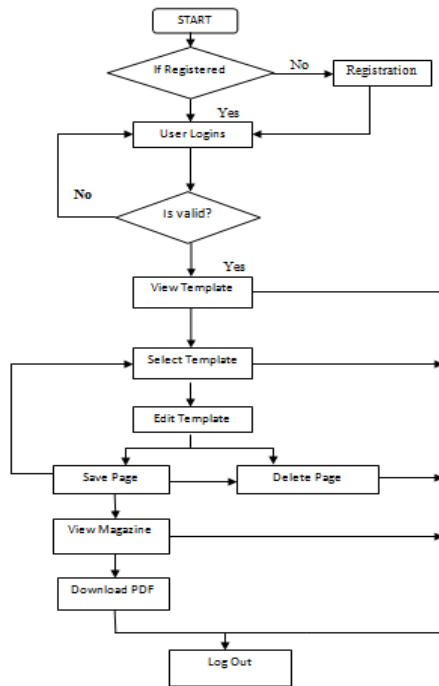 START
If Registered
No
Registration
Yes
User Logins
No
Is valid?
Yes
View Template
Select Template
Edit Template
Save Page
Delete Page
View Magazine
Download PDF
Log Out